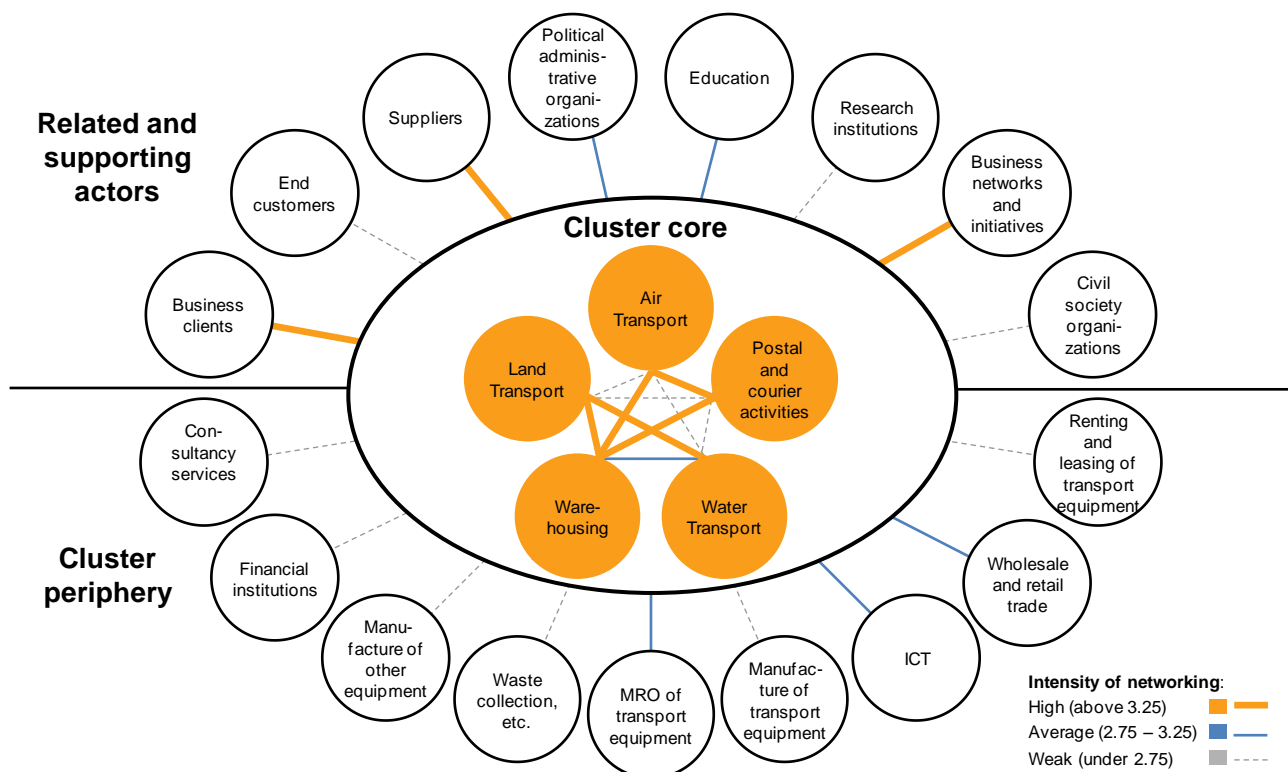 Related and
supporting
actors
Political
adminis-
trative
organi-
zations
Education
Suppliers
Research
institutions
End
customers
Business
networks
and
initiatives
Business
clients
Civil
society
organi-
zations
Cluster core
Air
Transport
Land
Transport
Postal
and
courier
activities
Ware-
housing
Water
Transport
Cluster
periphery
Con-
sultancy
services
Financial
institutions
Manu-
facture of
other
equipment
Waste
collection,
etc.
MRO of
transport
equipment
Manufac-
ture of
transport
equipment
ICT
Wholesale
and retail
trade
Renting
and
leasing of
transport
equipment
Intensity of networking:
High (above 3.25)
Average (2.75 – 3.25)
Weak (under 2.75)